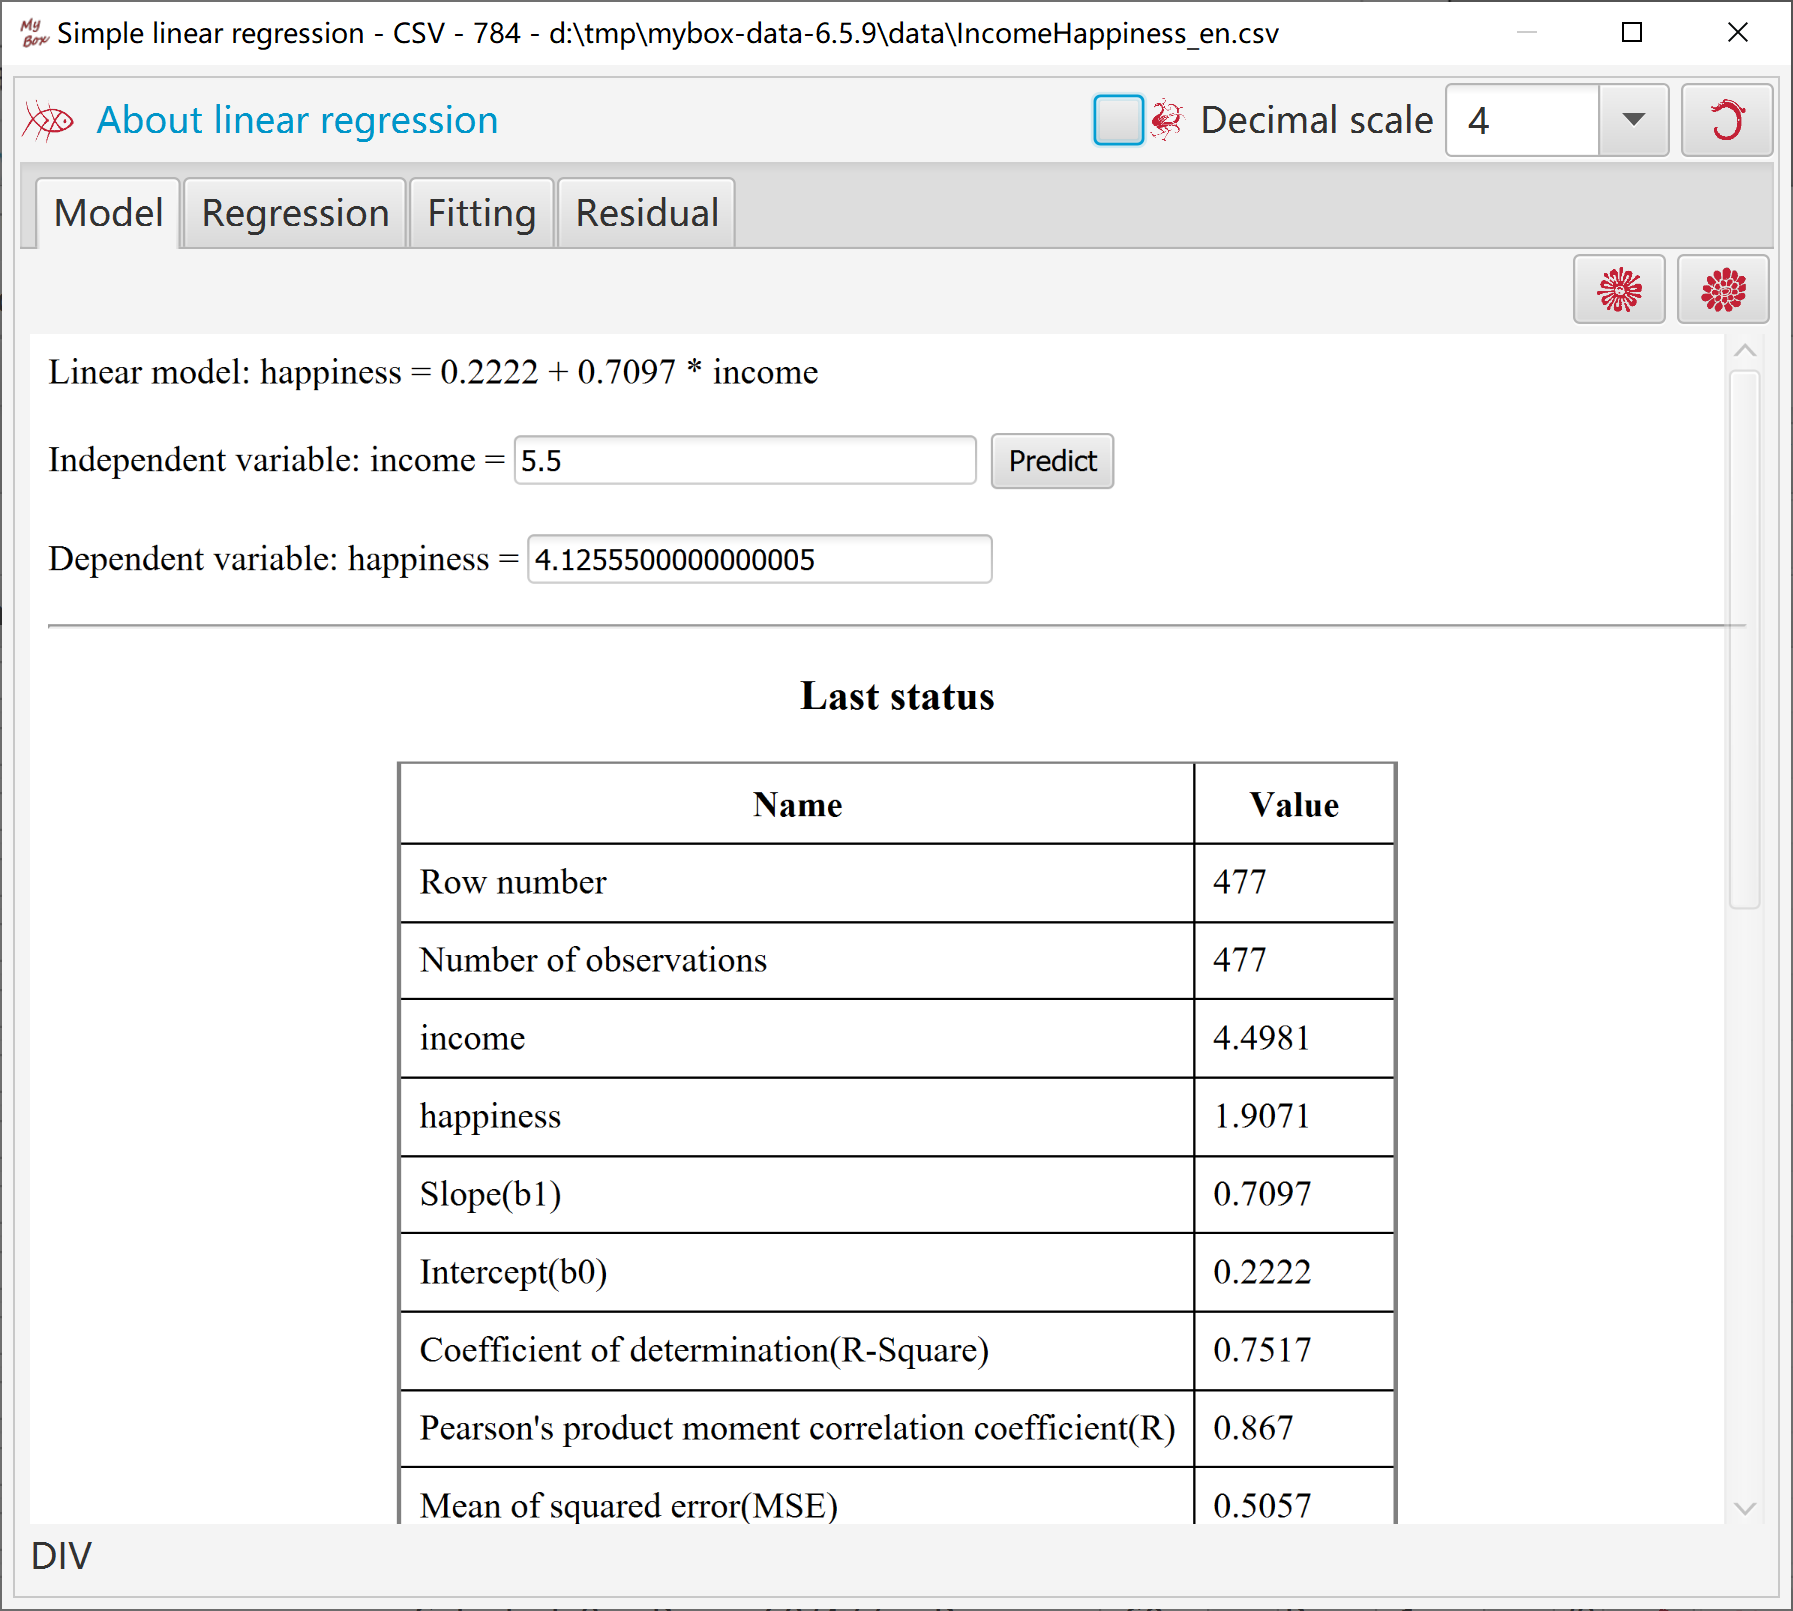 My Box Simple linear regression - CSV - 784 - d:\tmp\mybox-data-6.5.9\data\IncomeHappiness_en.csv
About linear regression Decimal scale 4
Model Regression Fitting Residual
Linear model: happiness = 0.2222 + 0.7097 * income
Independent variable: income = 5.5 Predict
Dependent variable: happiness = 4.1255500000000005
Last status
Name Value
Row number 477
Number of observations 477
income 4.4981
happiness 1.9071
Slope(b1) 0.7097
Intercept(b0) 0.2222
Coefficient of determination(R-Square) 0.7517
Pearson's product moment correlation coefficient(R) 0.867
Mean of squared error(MSE) 0.5057
DIV